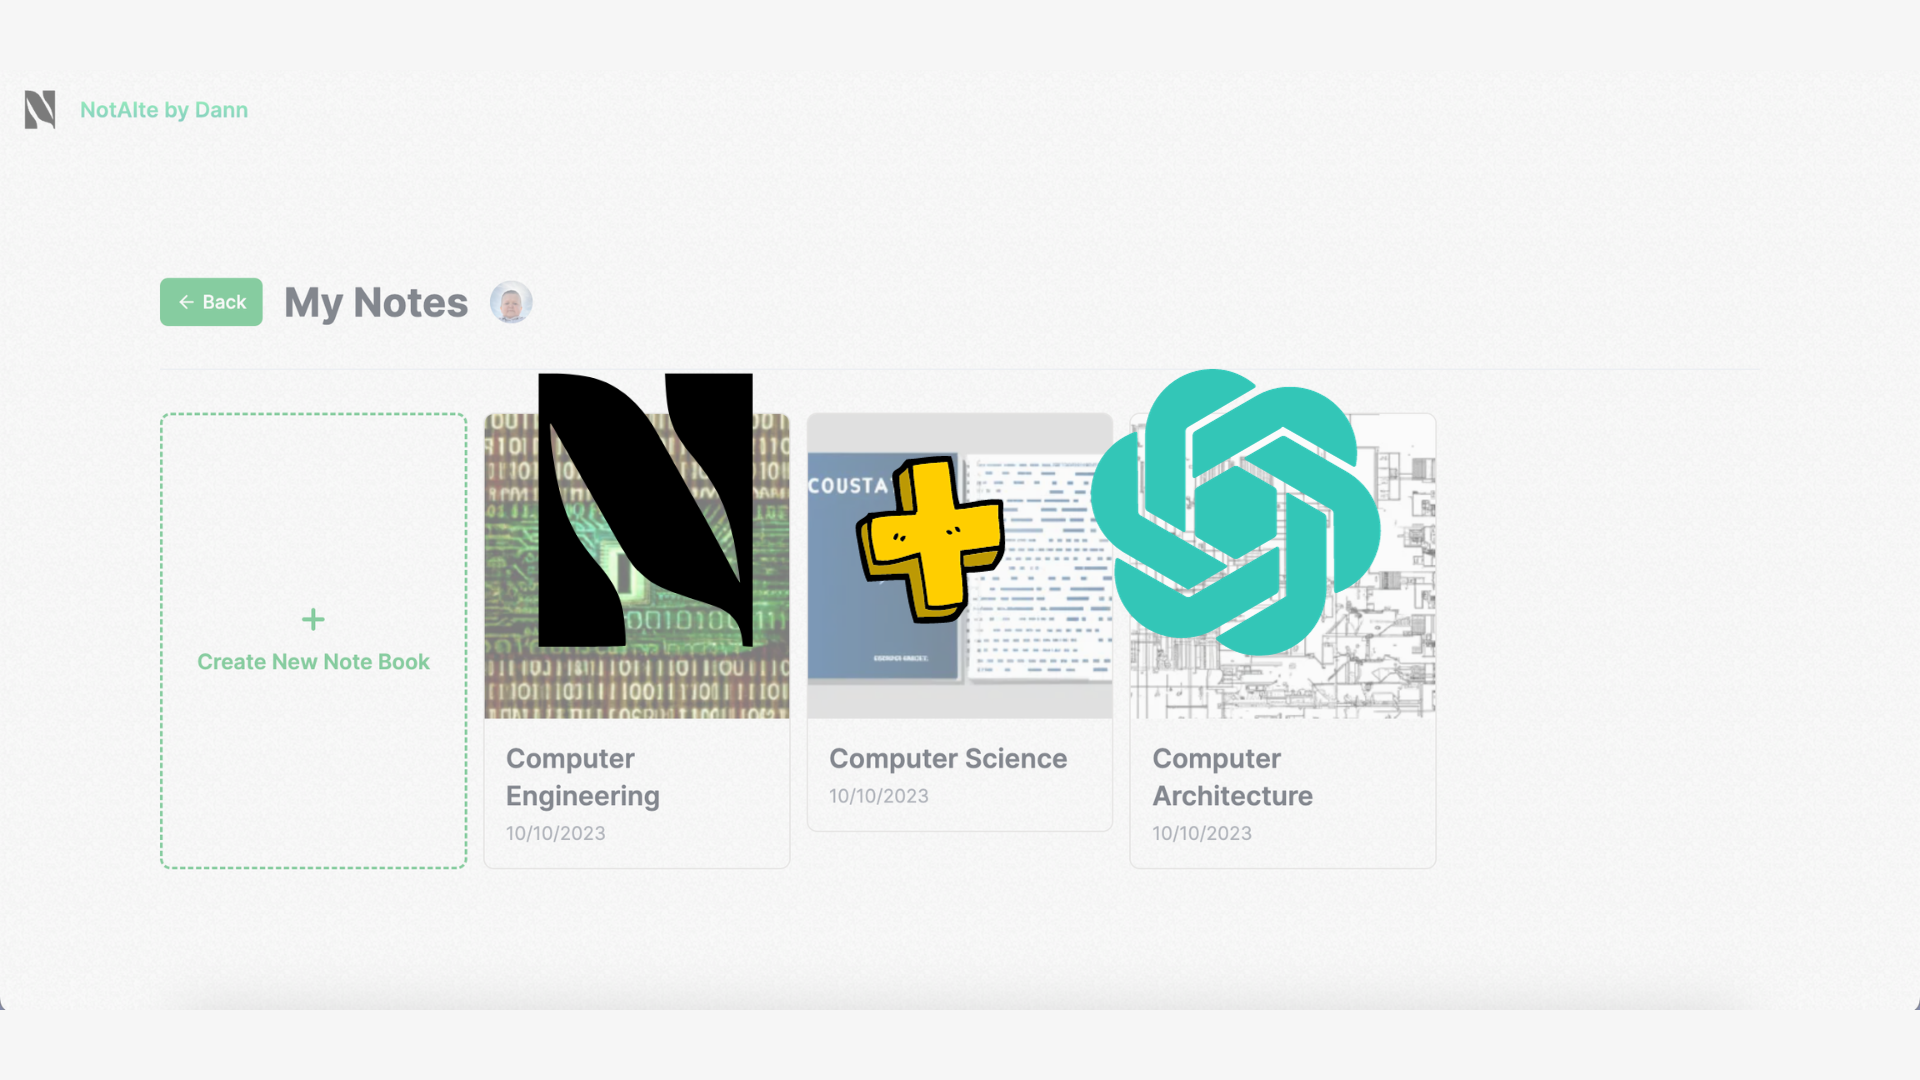 NotAIte by Dann
← Back
My Notes
COUSTA
+
Create New Note Book
Computer
Engineering
10/10/2023
Computer Science
10/10/2023
Computer
Architecture
10/10/2023